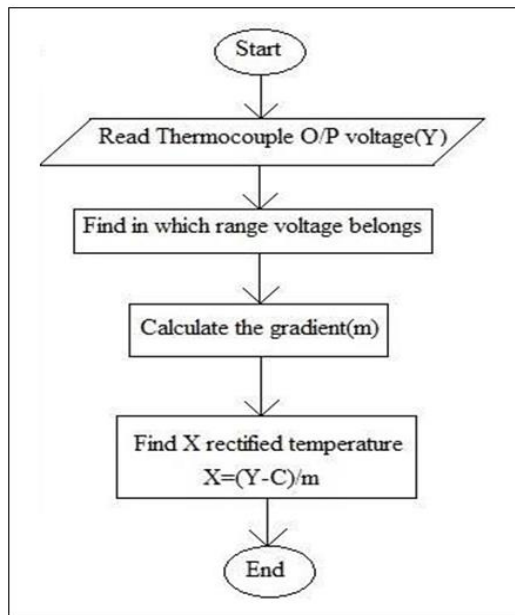 Start
Read Thermocouple O/P voltage(Y)
Find in which range voltage belongs
Calculate the gradient(m)
Find X rectified temperature
X=(Y-C)/m
End